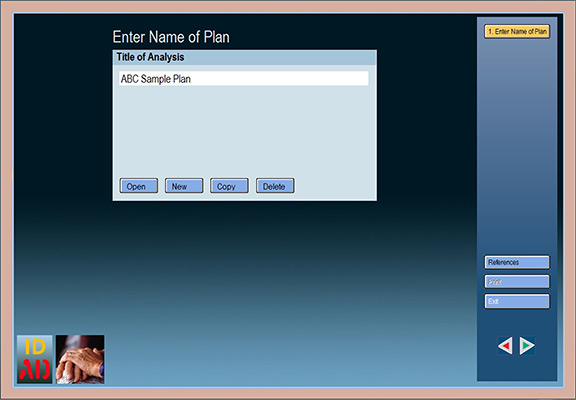 Enter Name of Plan
Title of Analysis
ABC Sample Plan
Open
New
Copy
Delete
1. Enter Name of Plan
References
Print
Exit
ID
AID